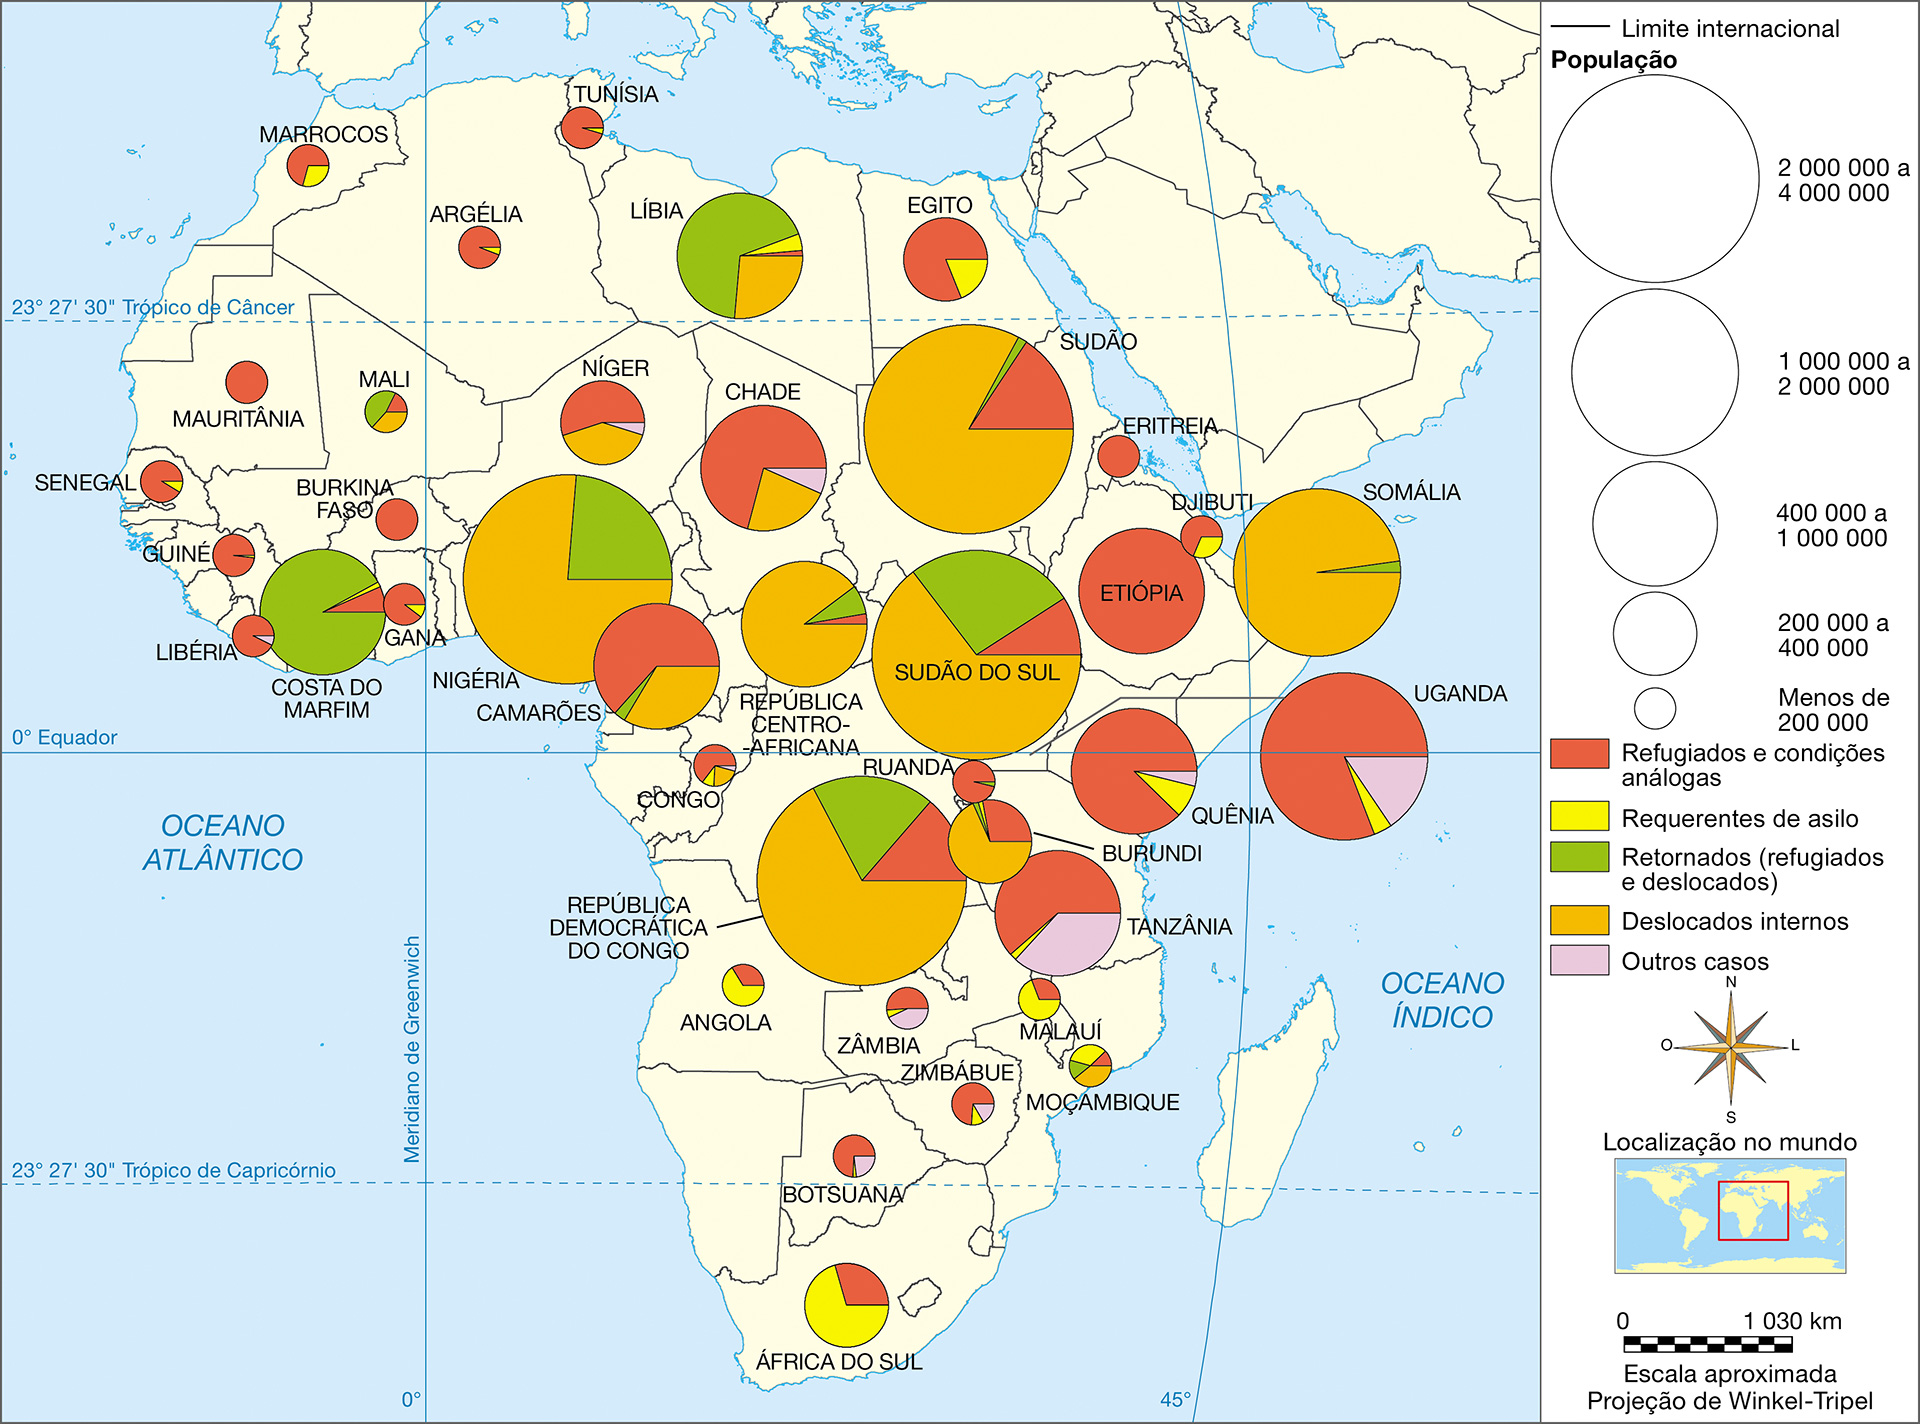 TUNÍSIA
MARROCOS
ARGÉLIA
LÍBIA
EGITO
23° 27' 30" Trópico de Câncer
SUDÃO
NÍGER
MALI
CHADE
MAURITÂNIA
ERITREIA
SENEGAL
BURKINA
FASO
DJIBUTI
SOMÁLIA
GUINÉ
ETIÓPIA
GANA
LIBÉRIA
COSTA DO
MARFIM
NIGÉRIA
SUDÃO DO SUL
CAMARÕES
REPÚBLICA
CENTRO-
-AFRICANA
UGANDA
0° Equador
RUANDA
CONGO
QUÊNIA
OCEANO
ATLÂNTICO
BURUNDI
REPÚBLICA
DEMOCRÁTICA
DO CONGO
TANZÂNIA
Meridiano de Greenwich
OCEANO
ÍNDICO
ANGOLA
ZÂMBIA
MALAUÍ
ZIMBÁBUE
MOÇAMBIQUE
23° 27' 30" Trópico de Capricórnio
BOTSUANA
ÁFRICA DO SUL
0°
45°
Limite internacional
População
2 000 000 a
4 000 000
1 000 000 a
2 000 000
400 000 a
1 000 000
200 000 a
400 000
Menos de
200 000
Refugiados e condições
análogas
Requerentes de asilo
Retornados (refugiados
e deslocados)
Deslocados internos
Outros casos
N
O
L
S
Localização no mundo
0
1 030 km
Escala aproximada
Projeção de Winkel-Tripel